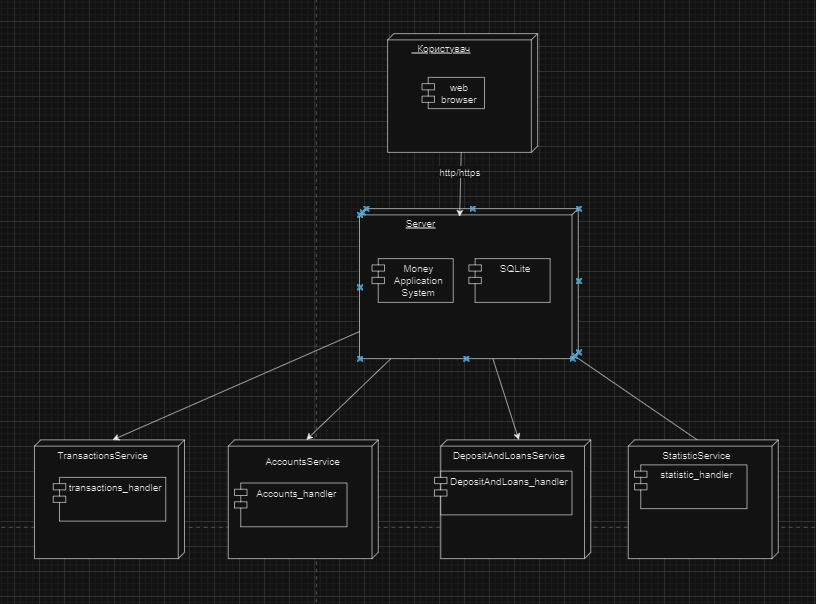 Користувач
web
browser
http/https
Server
Money
Application
System
SQLite
TransactionsService
transactions_handler
AccountsService
Accounts_handler
DepositAndLoansService
DepositAndLoans_handler
StatisticService
statistic_handler